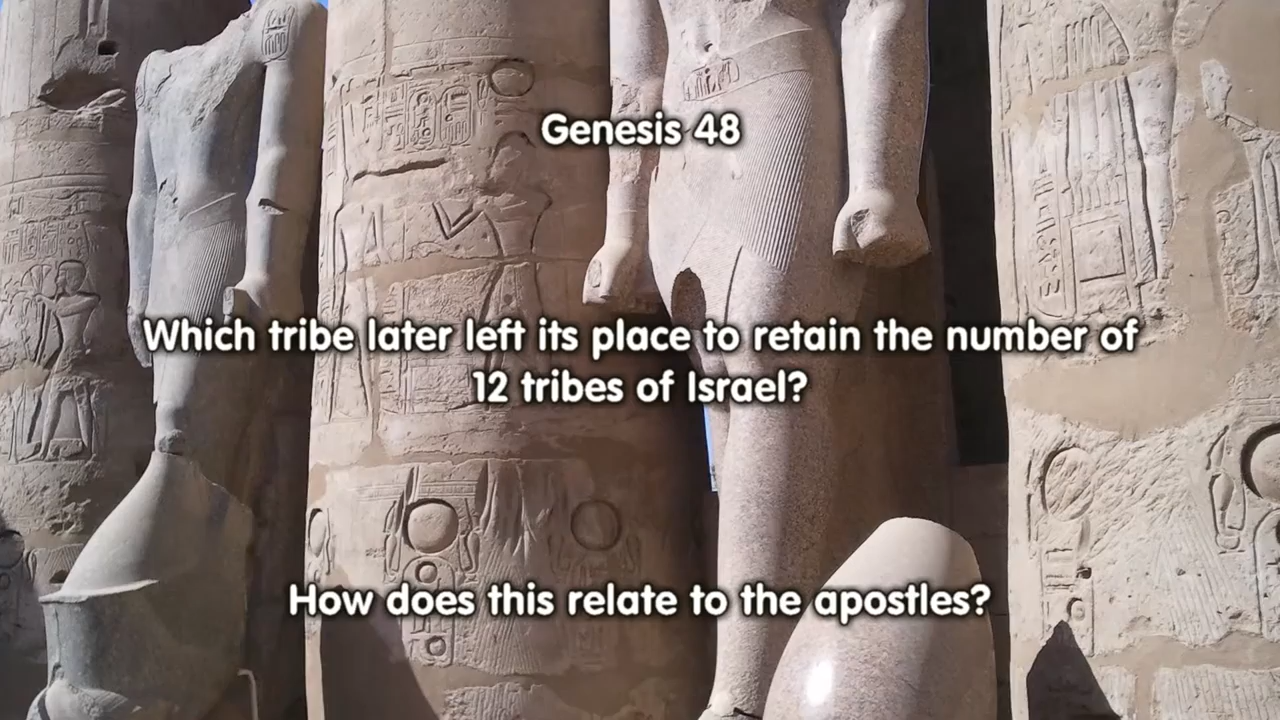 Genesis 48
Which tribe later left its place to retain the number of
12 tribes of Israel?
How does this relate to the apostles?